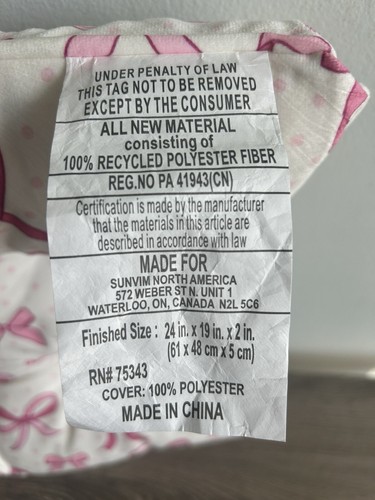 UNDER PENALTY OF LAW
THIS TAG NOT TO BE REMOVED
EXCEPT BY THE CONSUMER
ALL NEW MATERIAL
consisting of
100% RECYCLED POLYESTER FIBER
REG.NO PA 41943(CN)
Certification is made by the manufacturer
that the materials in this article are
described in accordance with law
MADE FOR
SUNVIM NORTH AMERICA
572 WEBER ST N. UNIT 1
WATERLOO, ON, CANADA N2L 5C6
Finished Size : 24 in. x 19 in. x 2 in.
(61 x 48 cm x 5 cm)
RN# 75343
COVER: 100% POLYESTER
MADE IN CHINA